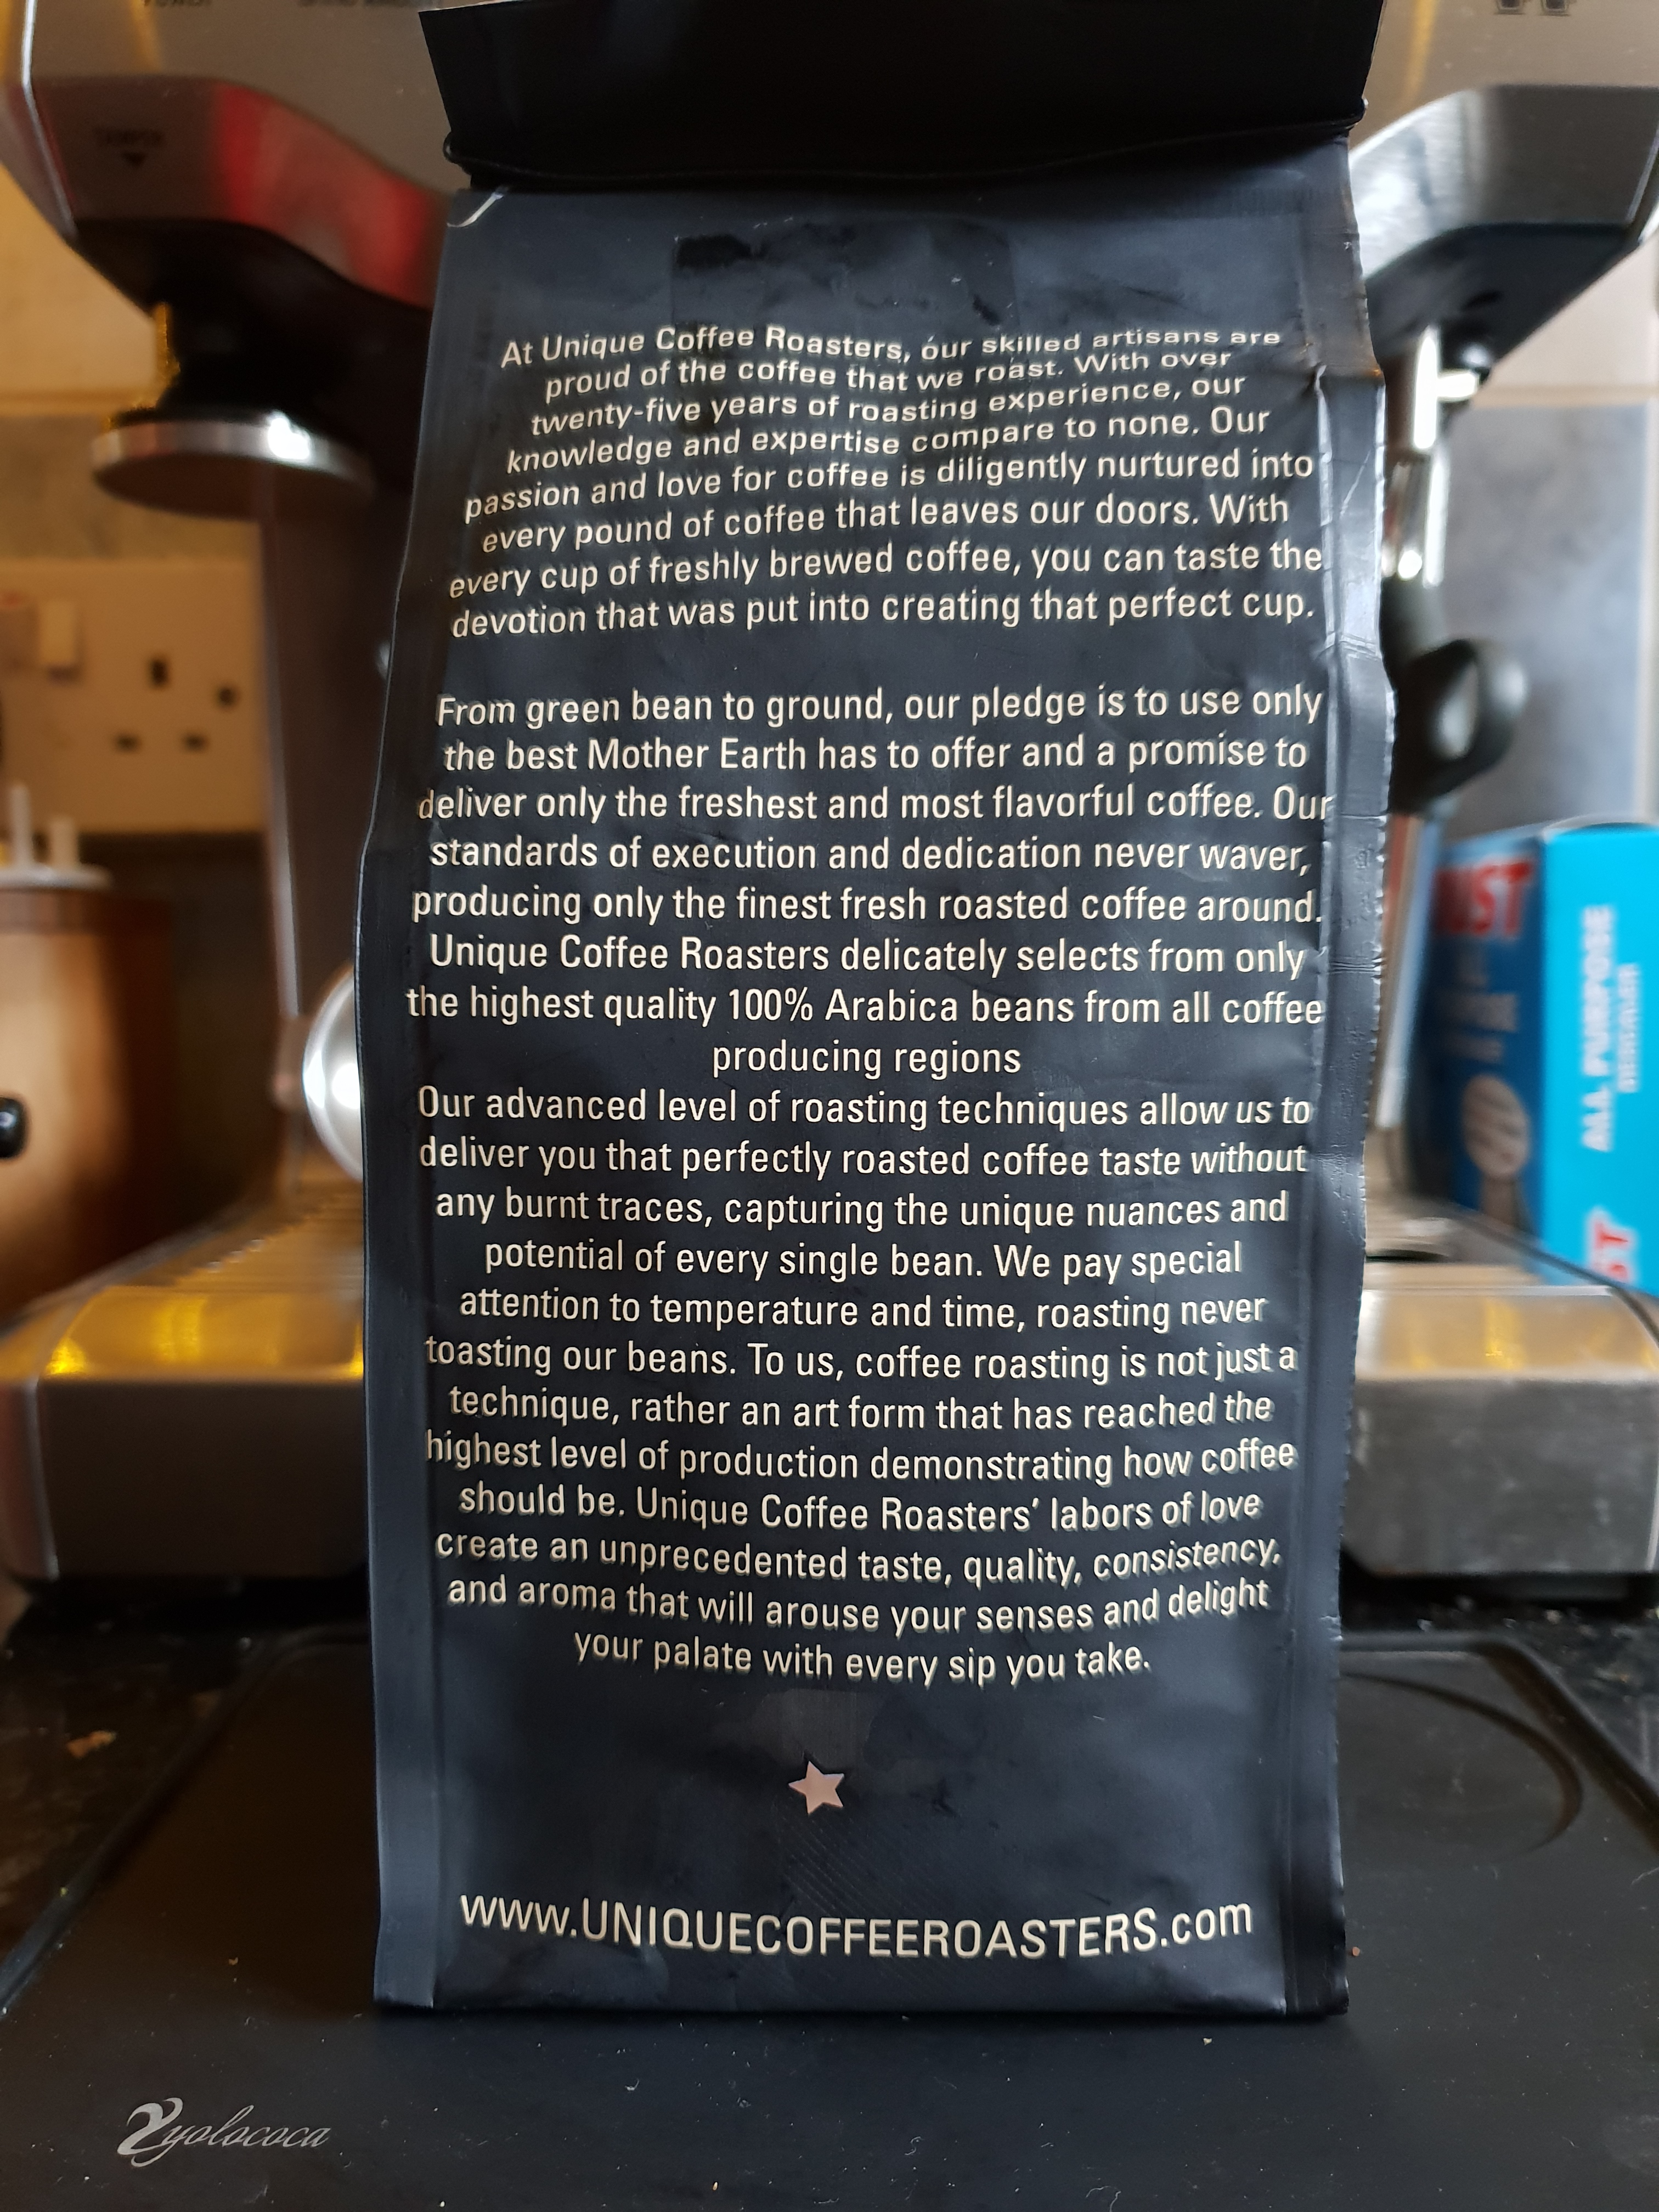 At Unique Coffee Roasters, our skilled artisans are
proud of the coffee that we roast. With over
twenty-five years of roasting experience, our
knowledge and expertise compare to none. Our
passion and love for coffee is diligently nurtured into
every pound of coffee that leaves our doors. With
every cup of freshly brewed coffee, you can taste the
devotion that was put into creating that perfect cup.
From green bean to ground, our pledge is to use only
the best Mother Earth has to offer and a promise to
deliver only the freshest and most flavorful coffee. Our
standards of execution and dedication never waver,
producing only the finest fresh roasted coffee around.
Unique Coffee Roasters delicately selects from only
the highest quality 100% Arabica beans from all coffee
producing regions
Our advanced level of roasting techniques allow us to
deliver you that perfectly roasted coffee taste without
any burnt traces, capturing the unique nuances and
potential of every single bean. We pay special
attention to temperature and time, roasting never
toasting our beans. To us, coffee roasting is not just a
technique, rather an art form that has reached the
highest level of production demonstrating how coffee
should be. Unique Coffee Roasters' labors of love
create an unprecedented taste, quality, consistency,
and aroma that will arouse your senses and delight
your palate with every sip you take.
www.UNIQUECOFFEEROASTERS.com
ALL PURPOSE
DESCALER
yolococa